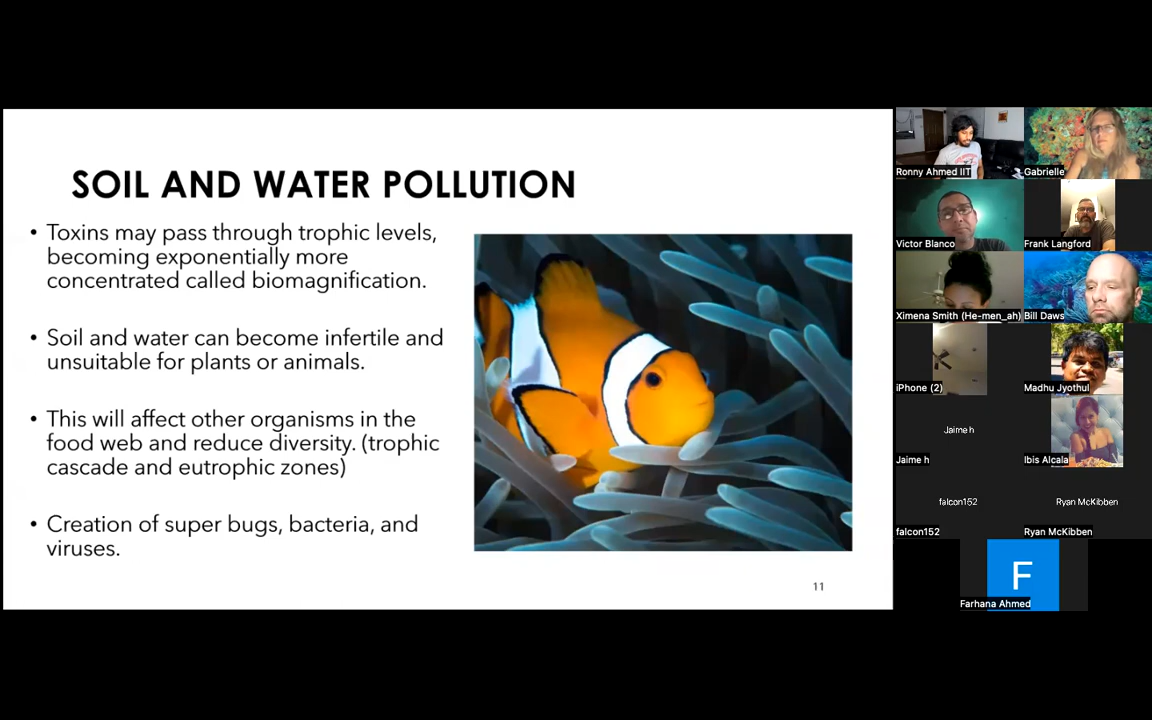 SOIL AND WATER POLLUTION
• Toxins may pass through trophic levels,
becoming exponentially more
concentrated called biomagnification.
• Soil and water can become infertile and
unsuitable for plants or animals.
• This will affect other organisms in the
food web and reduce diversity. (trophic
cascade and eutrophic zones)
• Creation of super bugs, bacteria, and
viruses.
11
Ronny Ahmed IIT
Gabrielle
Victor Blanco
Frank Langford
Ximena Smith (He-men_ah)
Bill Daws
iPhone (2)
Madhu Jyothul
Jaime h
Jaime h
Ibis Alcala
falcon152
Ryan McKibben
falcon152
Ryan McKibben
F
Farhana Ahmed